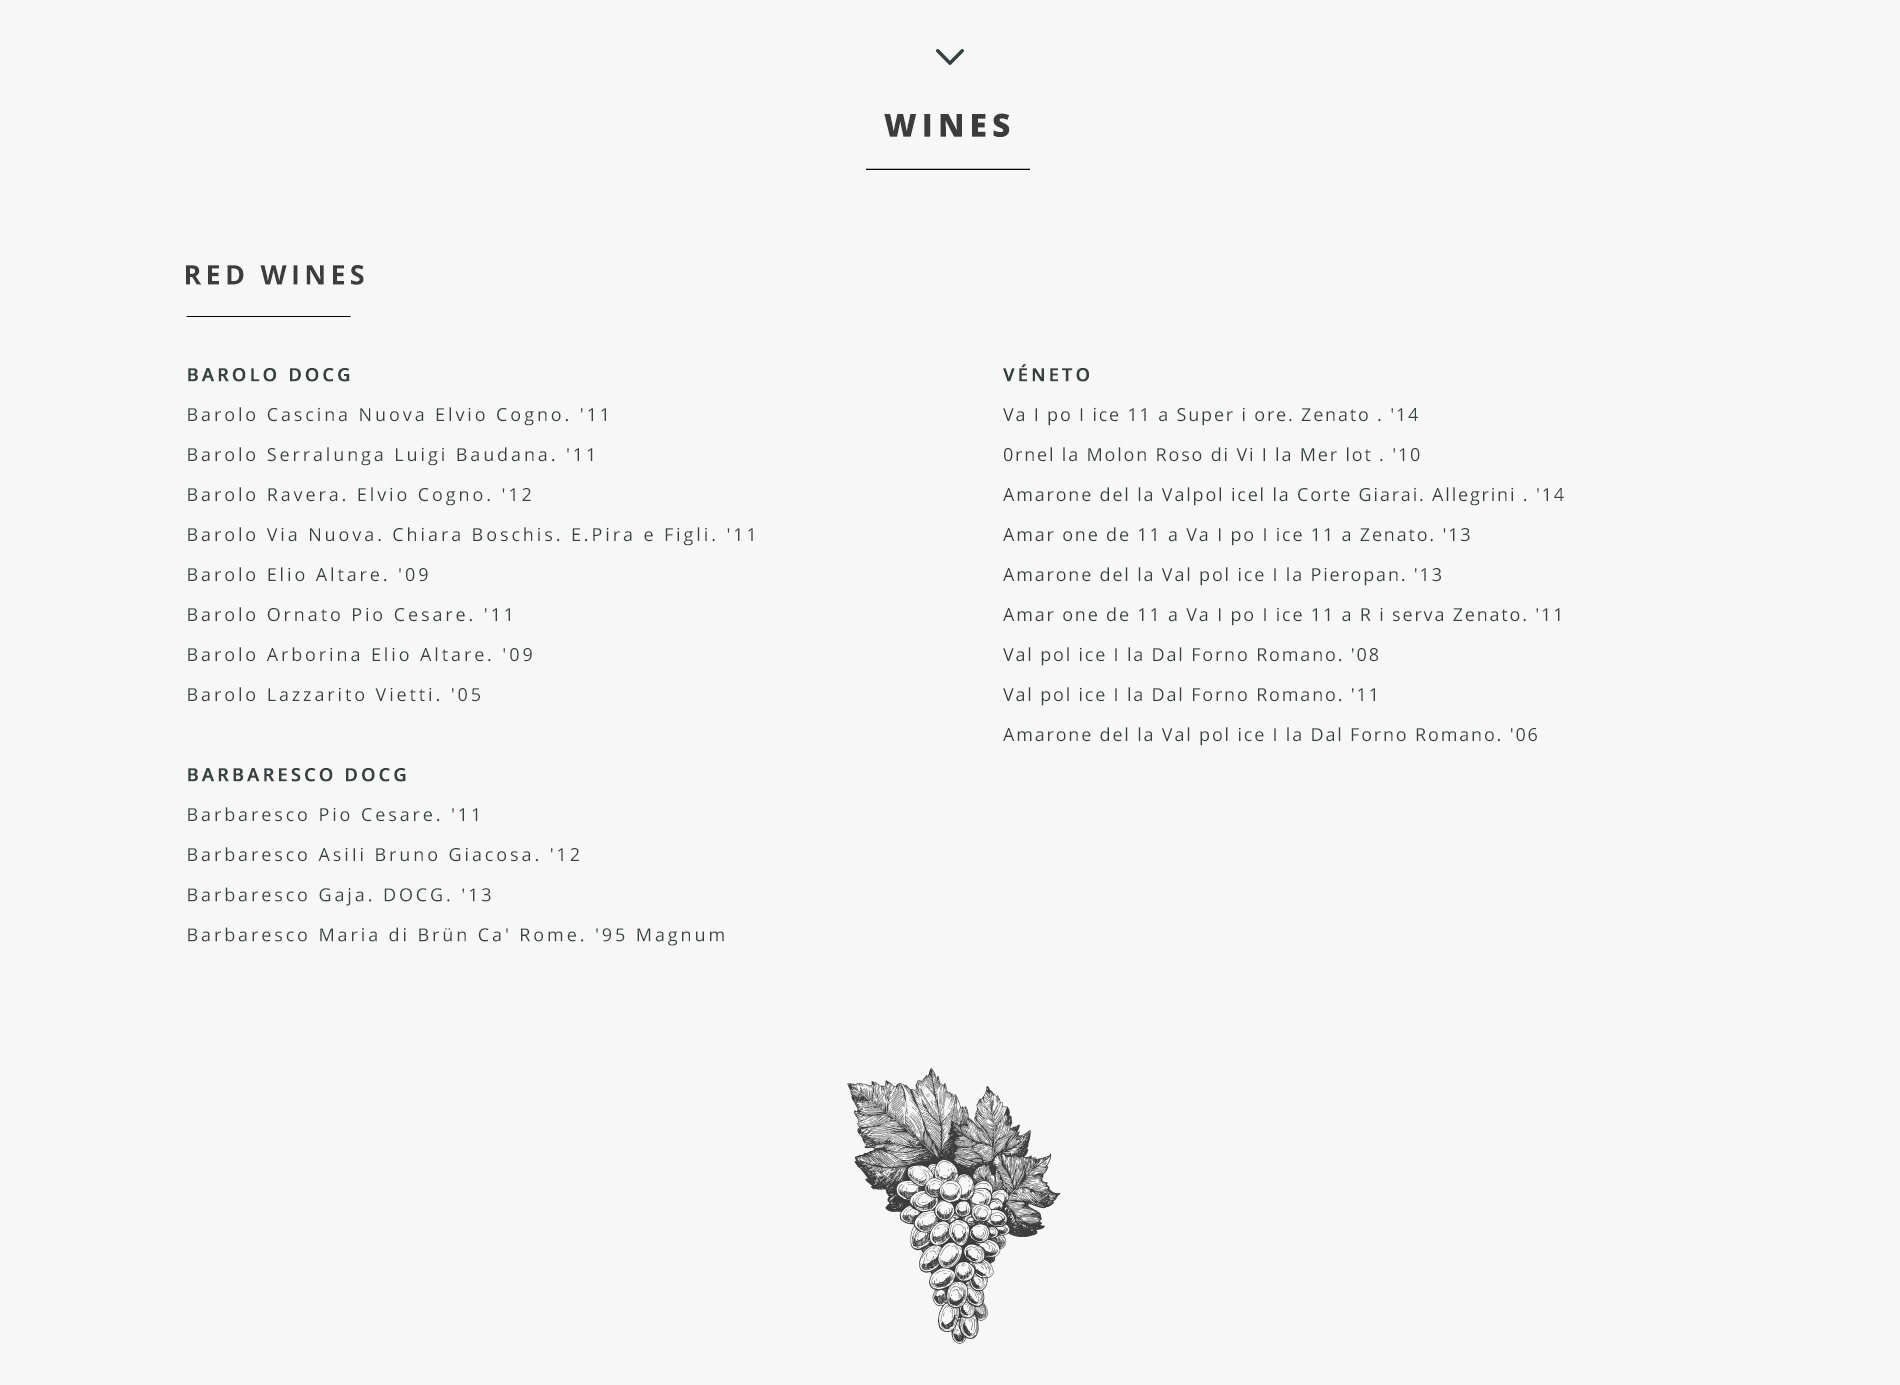 WINES
RED WINES
BAROLO DOCG
Barolo Cascina Nuova Elvio Cogno. '11
Barolo Serralunga Luigi Baudana. '11
Barolo Ravera. Elvio Cogno. '12
Barolo Via Nuova. Chiara Boschis. E.Pira e Figli. '11
Barolo Elio Altare. '09
Barolo Ornato Pio Cesare. '11
Barolo Arborina Elio Altare. '09
Barolo Lazzarito Vietti. '05
BARBARESCO DOCG
Barbaresco Pio Cesare. '11
Barbaresco Asili Bruno Giacosa. '12
Barbaresco Gaja. DOCG. '13
Barbaresco Maria di Brün Ca' Rome. '95 Magnum
VÉNETO
Va I po I ice 11 a Super i ore. Zenato . '14
0rnel la Molon Roso di Vi I la Mer lot . '10
Amarone del la Valpol icel la Corte Giarai. Allegrini . '14
Amar one de 11 a Va I po I ice 11 a Zenato. '13
Amarone del la Val pol ice I la Pieropan. '13
Amar one de 11 a Va I po I ice 11 a R i serva Zenato. '11
Val pol ice I la Dal Forno Romano. '08
Val pol ice I la Dal Forno Romano. '11
Amarone del la Val pol ice I la Dal Forno Romano. '06